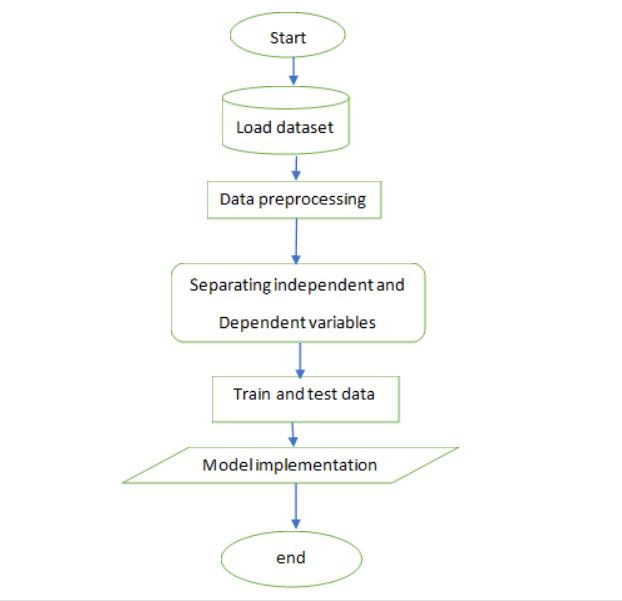 Start
Load dataset
Data preprocessing
Separating independent and
Dependent variables
Train and test data
Model implementation
end